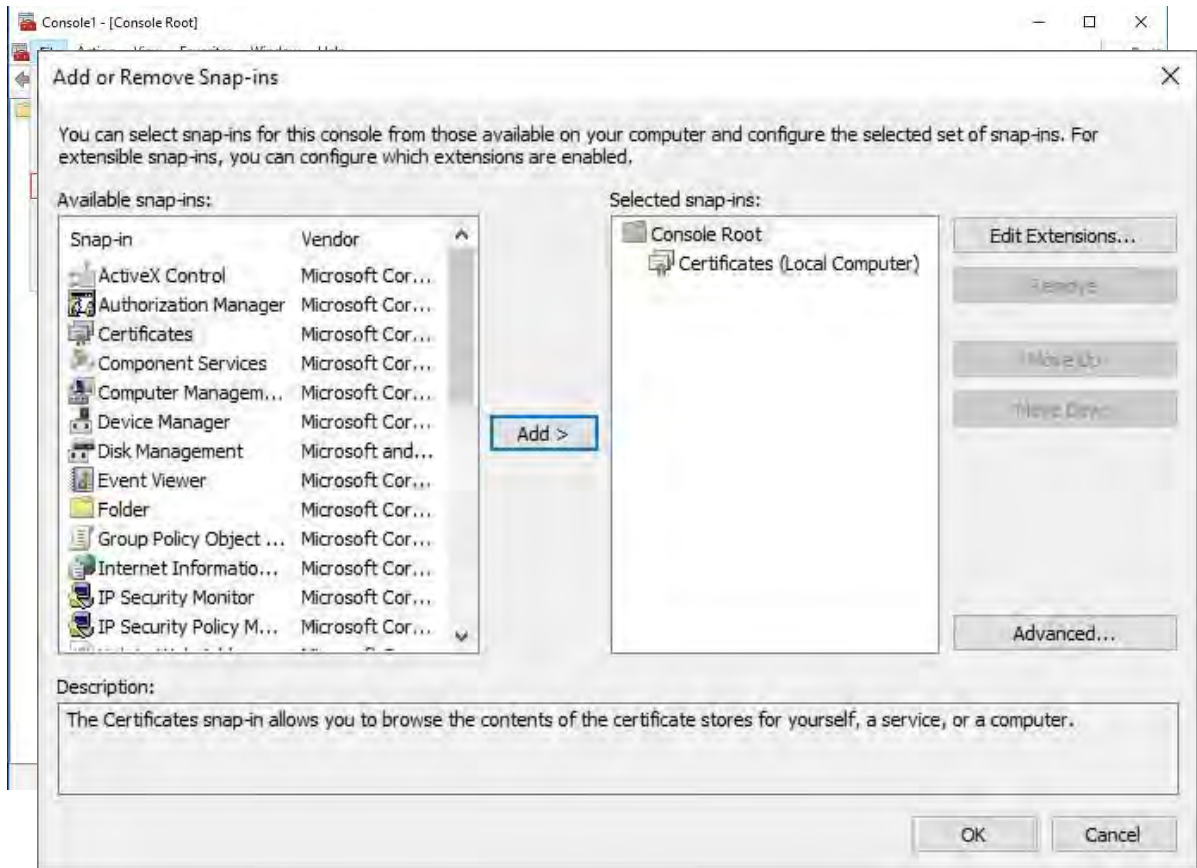 Console1 - [Console Root]
Add or Remove Snap-ins
You can select snap-ins for this console from those available on your computer and configure the selected set of snap-ins. For
extensible snap-ins, you can configure which extensions are enabled.
Available snap-ins:
Snap-in Vendor
ActiveX Control Microsoft Cor...
Authorization Manager Microsoft Cor...
Certificates Microsoft Cor...
Component Services Microsoft Cor...
Computer Managem... Microsoft Cor...
Device Manager Microsoft Cor...
Disk Management Microsoft and...
Event Viewer Microsoft Cor...
Folder Microsoft Cor...
Group Policy Object ... Microsoft Cor...
Internet Informatio... Microsoft Cor...
IP Security Monitor Microsoft Cor...
IP Security Policy M... Microsoft Cor...
Add >
Selected snap-ins:
Console Root
Certificates (Local Computer)
Edit Extensions...
Remove
Move Up
Move Down
Advanced...
Description:
The Certificates snap-in allows you to browse the contents of the certificate stores for yourself, a service, or a computer.
OK Cancel